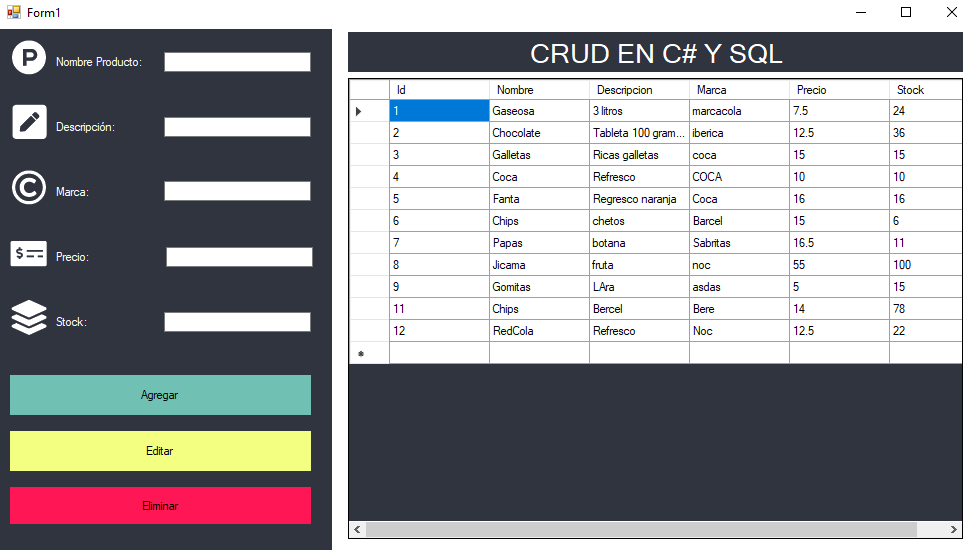 Form1
Nombre Producto:
Descripción:
Marca:
Precio:
Stock:
Agregar
Editar
Eliminar
CRUD EN C# Y SQL
Id Nombre Descripcion Marca Precio Stock
1 Gaseosa 3 litros marcacola 7.5 24
2 Chocolate Tableta 100 gram... iberica 12.5 36
3 Galletas Ricas galletas coca 15 15
4 Coca Refresco COCA 10 10
5 Fanta Regresco naranja Coca 16 16
6 Chips chetos Barcel 15 6
7 Papas botana Sabritas 16.5 11
8 Jicama fruta noc 55 100
9 Gomitas LAra asdas 5 15
11 Chips Bercel Bere 14 78
12 RedCola Refresco Noc 12.5 22